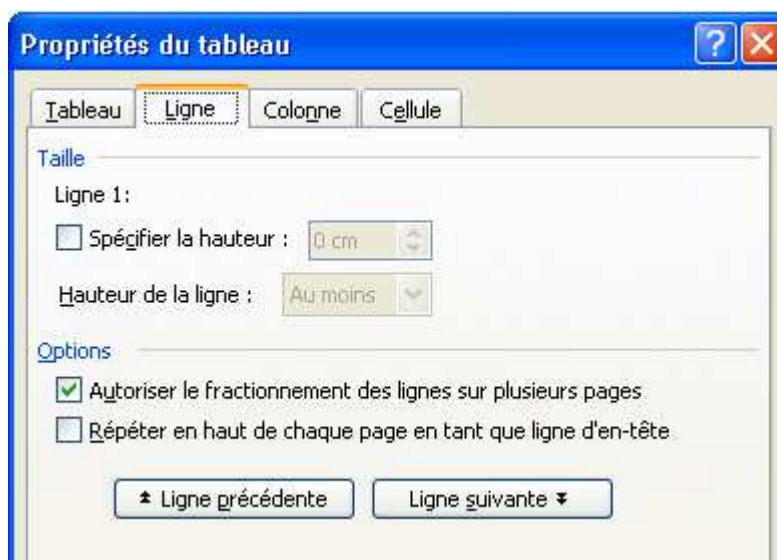 Propriétés du tableau ?
Tableau Ligne Colonne Cellule
Taille
Ligne 1:
Spécifier la hauteur : 0 cm
Hauteur de la ligne : Au moins
Options
Autoriser le fractionnement des lignes sur plusieurs pages
Répéter en haut de chaque page en tant que ligne d'en-tête
Ligne précédente Ligne suivante